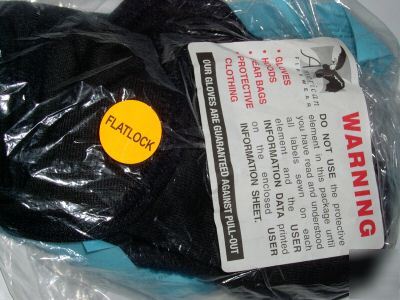 FLATLOCK
American
FIREWEAR
• GLOVES
• HOODS
• GEAR BAGS
• PROTECTIVE
CLOTHING
OUR GLOVES ARE GUARANTEED AGAINST PULL-OUT
WARNING
DO NOT USE the protective
element in this package until
you have read and understood
all labels sewn on each
element and the USER
INFORMATION DATA printed
on the enclosed USER
INFORMATION SHEET.